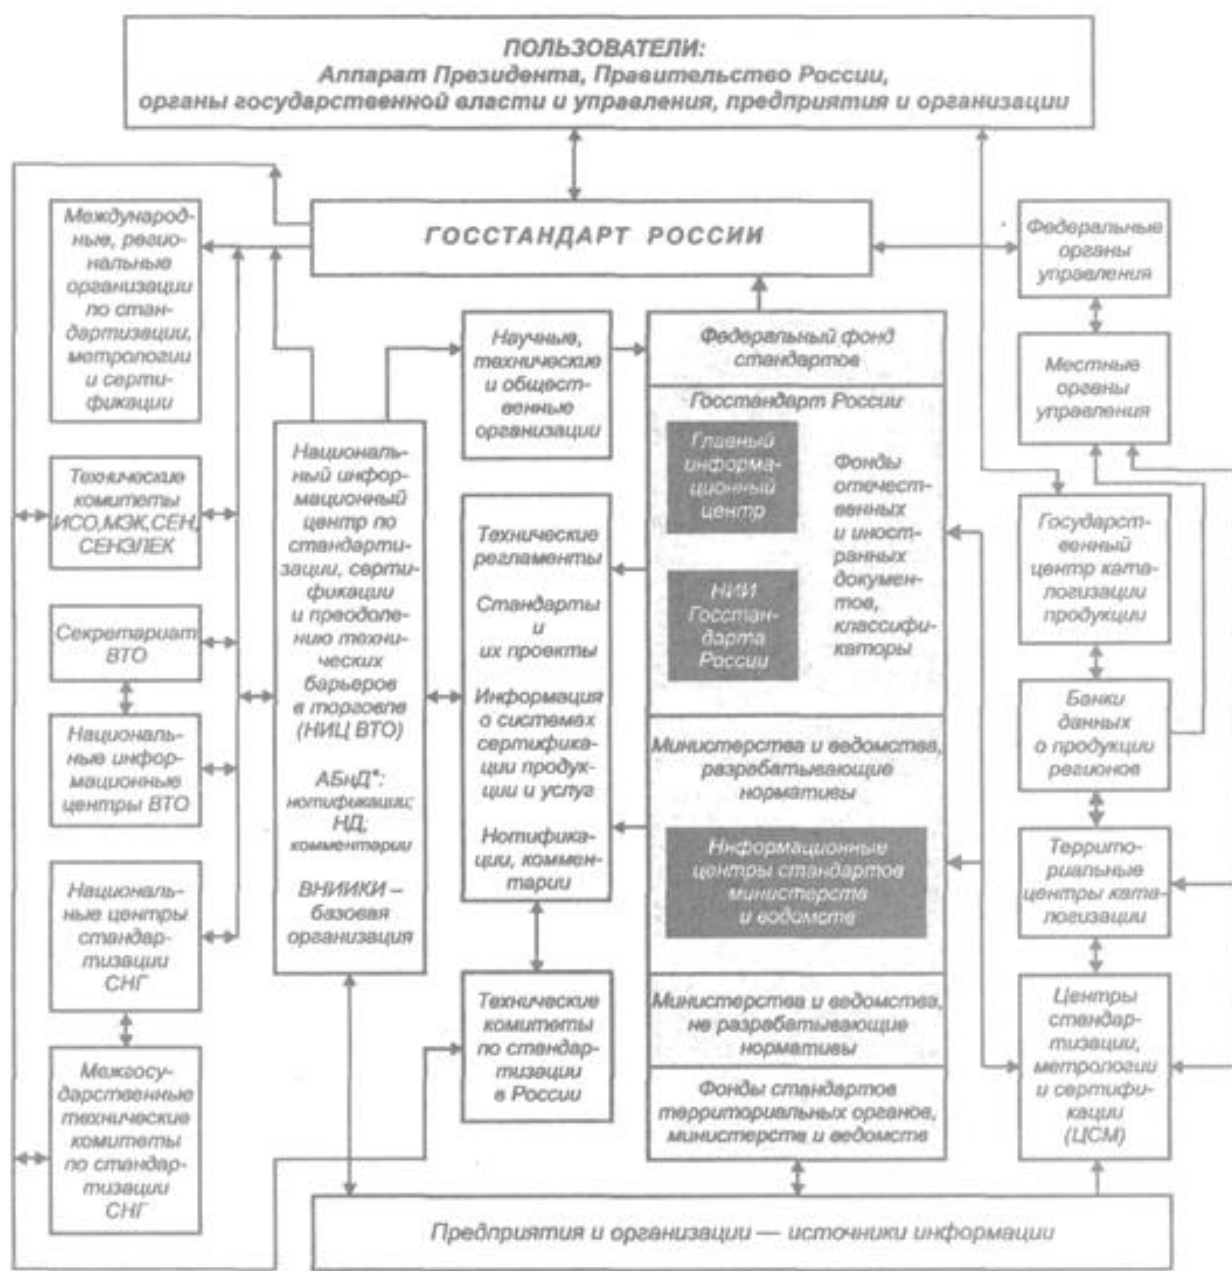 ПОЛЬЗОВАТЕЛИ:
Аппарат Президента, Правительство России,
органы государственной власти и управления, предприятия и организации
ГОССТАНДАРТ РОССИИ
Международ-
ные, регио-
нальные
организации
по стан-
дартизации,
метрологии
и серти-
фикации
Технические
комитеты
ИСО,МЭК,СЕН,
СЕНЭЛЕК
Секретариат
ВТО
Националь-
ные инфор-
мационные
центры ВТО
Националь-
ные центры
стандар-
тизации
СНГ
Межгосу-
дарственные
технические
комитеты
по стандар-
тизации
СНГ
Националь-
ный инфор-
мационный
центр по
стандарти-
зации, серти-
фикации
и преодоле-
нию техни-
ческих
барьеров
в торговле
(НИЦ ВТО)
АБнД*:
нотификации;
НД;
комментарии
ВНИИКИ –
базовая
организация
Научные,
технические
и общест-
венные
организации
Технические
регламенты
Стандарты
и
их проекты
Информация
о системах
сертифика-
ции продук-
ции и услуг
Нотифика-
ции, коммен-
тарии
Технические
комитеты
по стандар-
тизации
в России
Федеральный фонд
стандартов
Госстандарт России
Главный
информа-
ционный
центр
НИИ
Госстан-
дарта
России
Фонды
отечест-
венных
и иност-
ранных
докумен-
тов,
классифи-
каторы
Министерства и ведомства,
разрабатывающие
нормативы
Информационные
центры стандартов
министерств
и ведомств
Министерства и ведомства,
не разрабатывающие
нормативы
Фонды стандартов
территориальных органов,
министерств и ведомств
Федеральные
органы
управления
Местные
органы
управления
Государст-
венный
центр ката-
логизации
продукции
Банки
данных
о продукции
регионов
Террито-
риальные
центры ката-
логизации
Центры
стандар-
тизации,
метрологии
и сертифи-
кации
(ЦСМ)
Предприятия и организации — источники информации